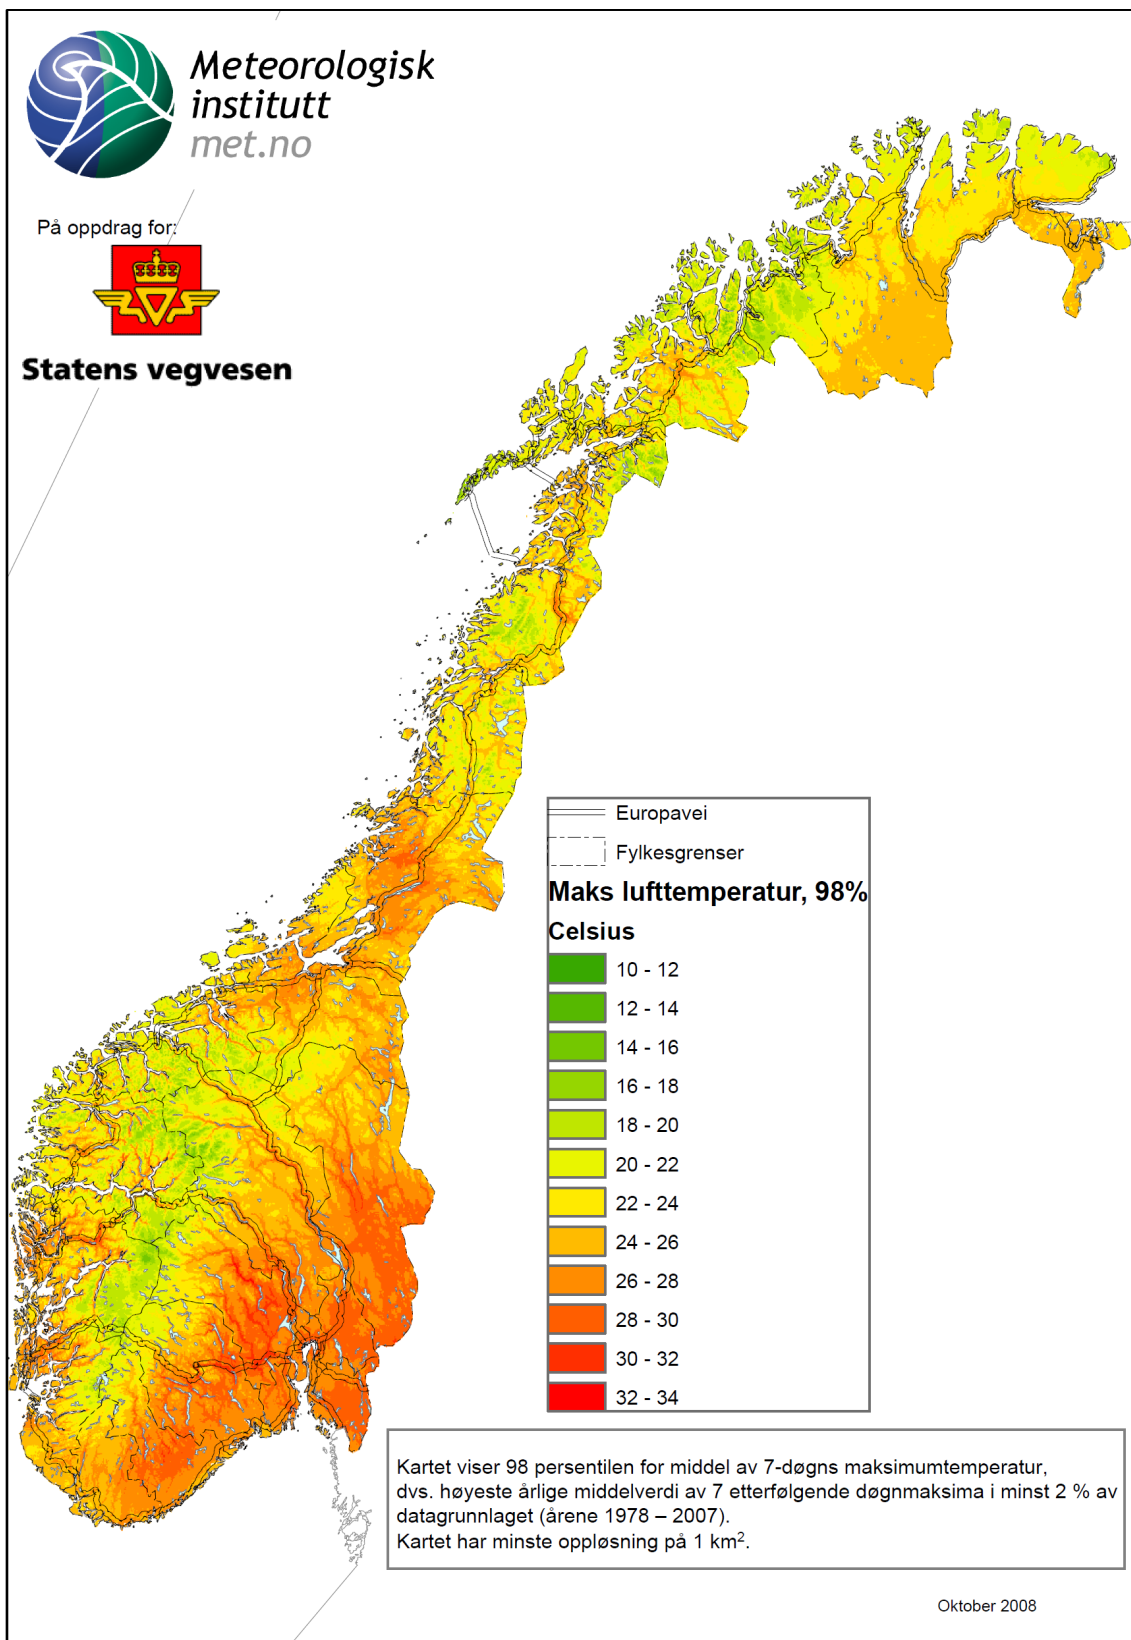 Meteorologisk
institutt
met.no
På oppdrag for:
Statens vegvesen
Europavei
Fylkesgrenser
Maks lufttemperatur, 98%
Celsius
10 - 12
12 - 14
14 - 16
16 - 18
18 - 20
20 - 22
22 - 24
24 - 26
26 - 28
28 - 30
30 - 32
32 - 34
Kartet viser 98 persentilen for middel av 7-døgns maksimumtemperatur,
dvs. høyeste årlige middelverdi av 7 etterfølgende døgnmaksima i minst 2 % av
datagrunnlaget (årene 1978 – 2007).
Kartet har minste oppløsning på 1 km².
Oktober 2008